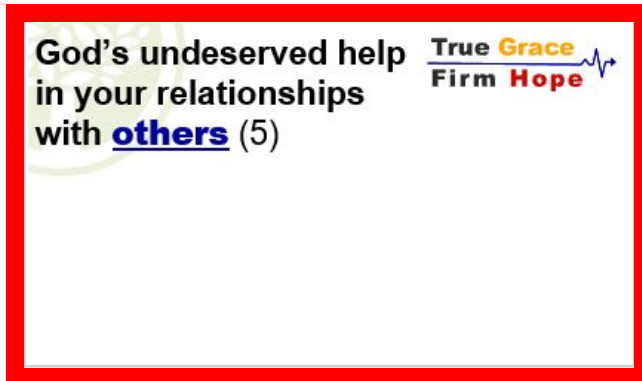 God's undeserved help
in your relationships
with others (5)
True Grace
Firm Hope